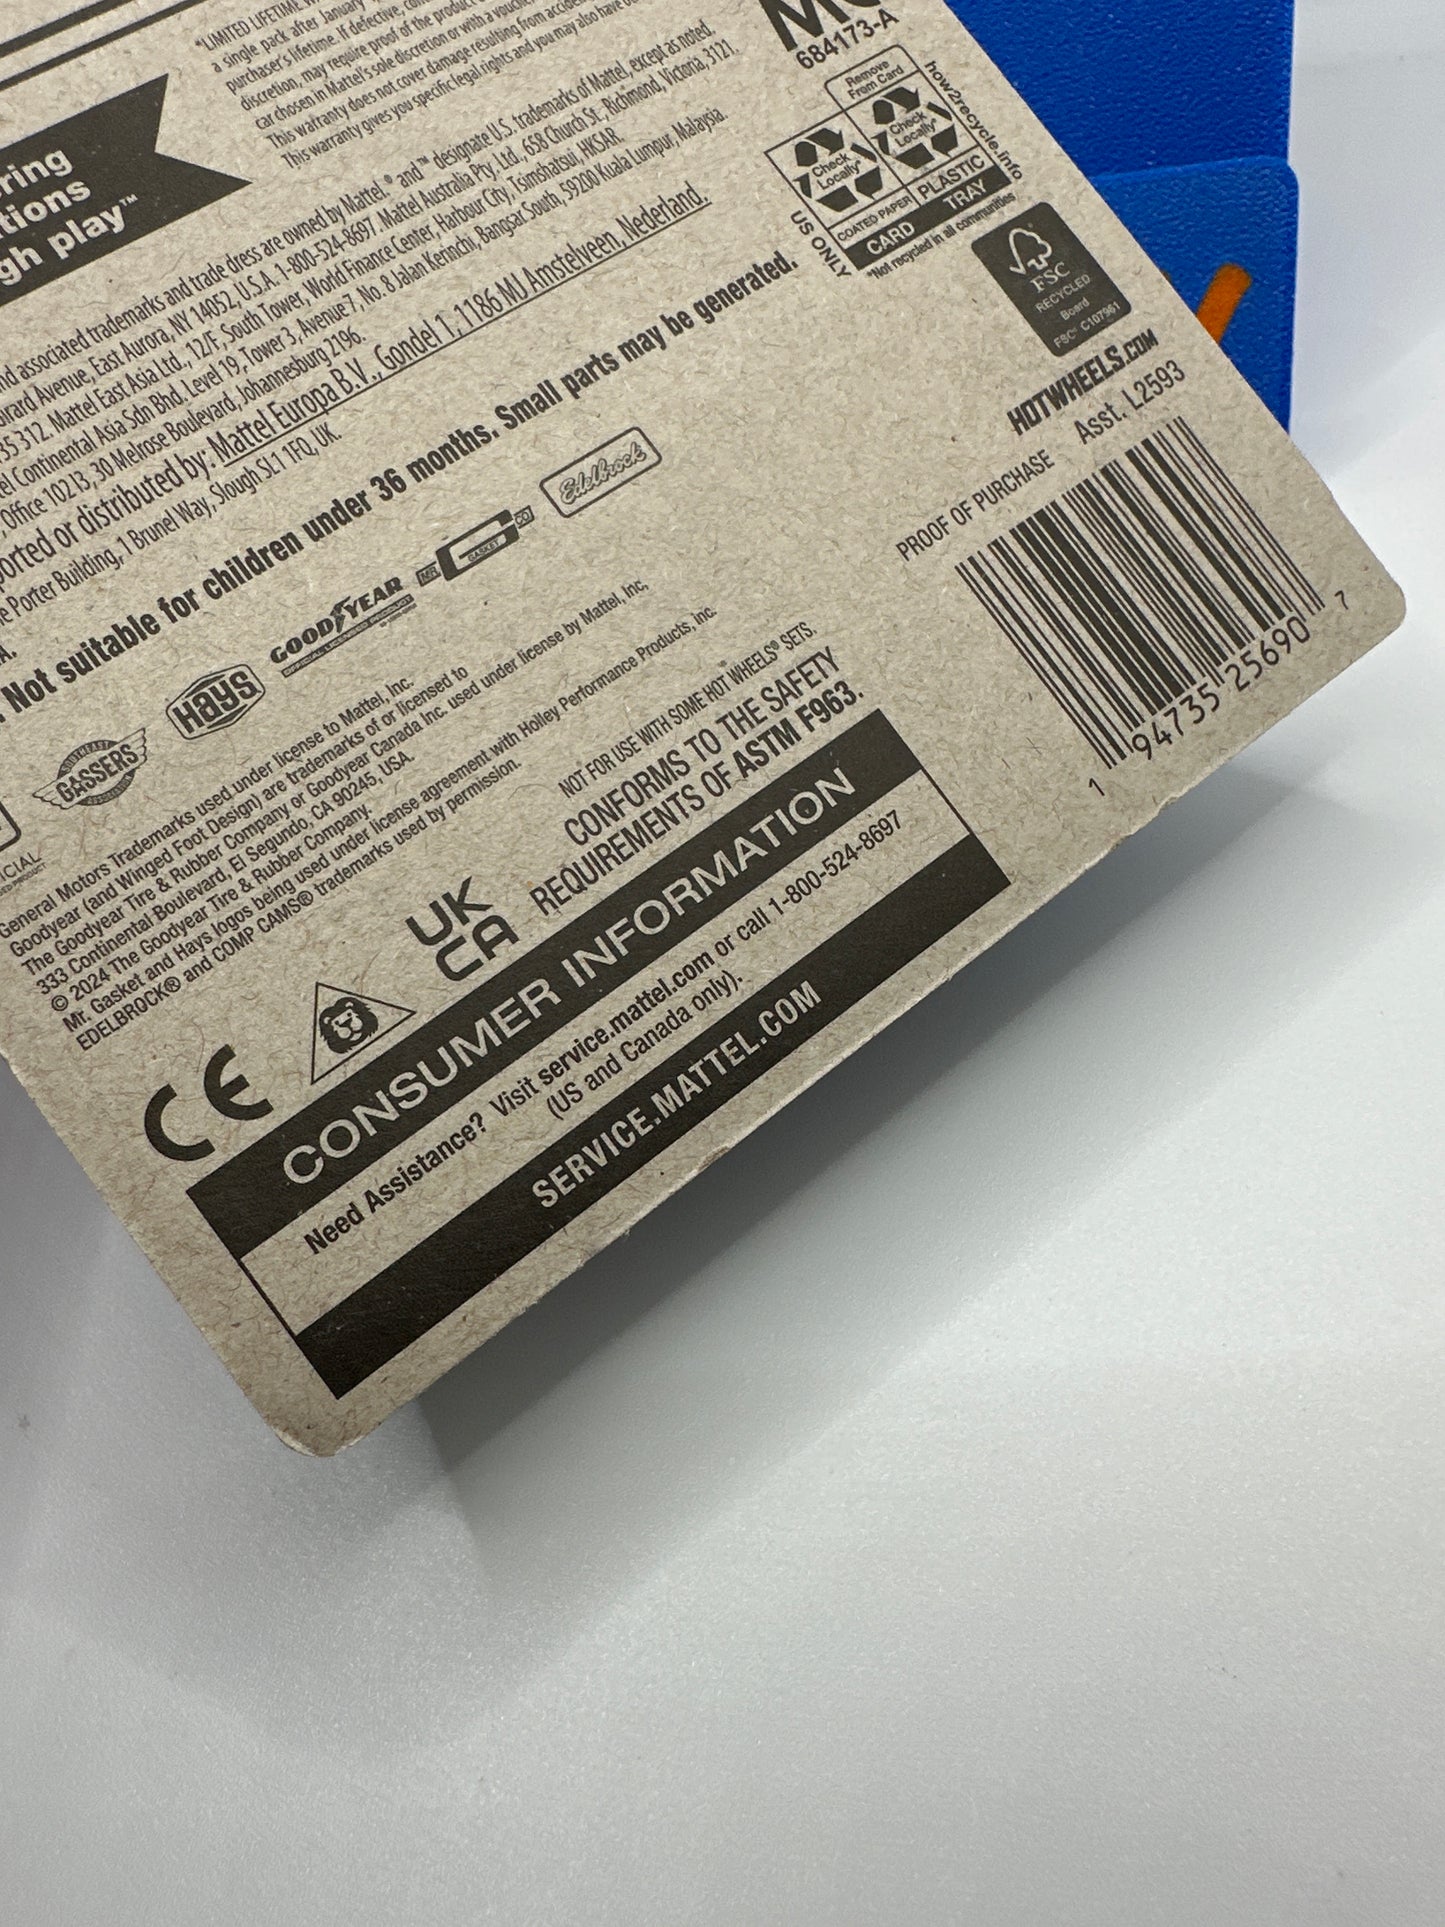 "LIMITED LIFETIME
a single pack after January
purchaser's lifetime. If defective,
discretion, may require proof of the product
car chosen in Mattel's sole discretion or with a voucher
This warranty does not cover damage resulting from
This warranty gives you specific legal rights and you may also have
ring
tions
gh play™
684173-A
Remove
From Card
how2recycle.info
Check
Locally*
Check
Locally*
COATED PAPER
PLASTIC
CARD
TRAY
US ONLY
*Not recycled in all communities
FSC
RECYCLED
Board
FSC® C107961
nd associated trademarks and trade dress are owned by Mattel. ® and ™ designate U.S. trademarks of Mattel, except as noted.
Avenue, East Aurora, NY 14052, U.S.A. 1-800-524-8697. Mattel Australia Pty. Ltd., 658 Church St., Richmond, Victoria, 3121.
35 312. Mattel East Asia Ltd., 12/F, South Tower, World Finance Center, Harbour City, Tsimshatsui, HKSAR.
Continental Asia Sdn Bhd. Level 19, Tower 3, Avenue 7, No. 8 Jalan Kerinchi, Bangsar South, 59200 Kuala Lumpur, Malaysia.
Office 102I3, 30 Melrose Boulevard, Johannesburg 2196.
orted or distributed by: Mattel Europa B.V., Gondel 1, 1186 MJ Amstelveen, Nederland.
Porter Building, 1 Brunel Way, Slough SL1 1FQ, UK.
A.
Not suitable for children under 36 months. Small parts may be generated.
HOTWHEELS.COM
Asst. L2593
PROOF OF PURCHASE
1 94735 25690 7
SOUTHEAST
GASSERS
ASSOCIATION
Hays
GOODYEAR
OFFICIAL LICENSED PRODUCT
MR. GASKET CO
Edelbrock
General Motors Trademarks used under license to Mattel, Inc.
Goodyear (and Winged Foot Design) are trademarks of or licensed to
The Goodyear Tire & Rubber Company or Goodyear Canada Inc. used under license by Mattel, Inc,
333 Continental Boulevard, El Segundo, CA 90245, USA.
© 2024 The Goodyear Tire & Rubber Company.
Mr. Gasket and Hays logos being used under license agreement with Holley Performance Products, Inc.
EDELBROCK® and COMP CAMS® trademarks used by permission.
NOT FOR USE WITH SOME HOT WHEELS® SETS.
CONFORMS TO THE SAFETY
REQUIREMENTS OF ASTM F963.
UK
CA
CE
CONSUMER INFORMATION
Need Assistance? Visit service.mattel.com or call 1-800-524-8697
(US and Canada only).
SERVICE.MATTEL.COM